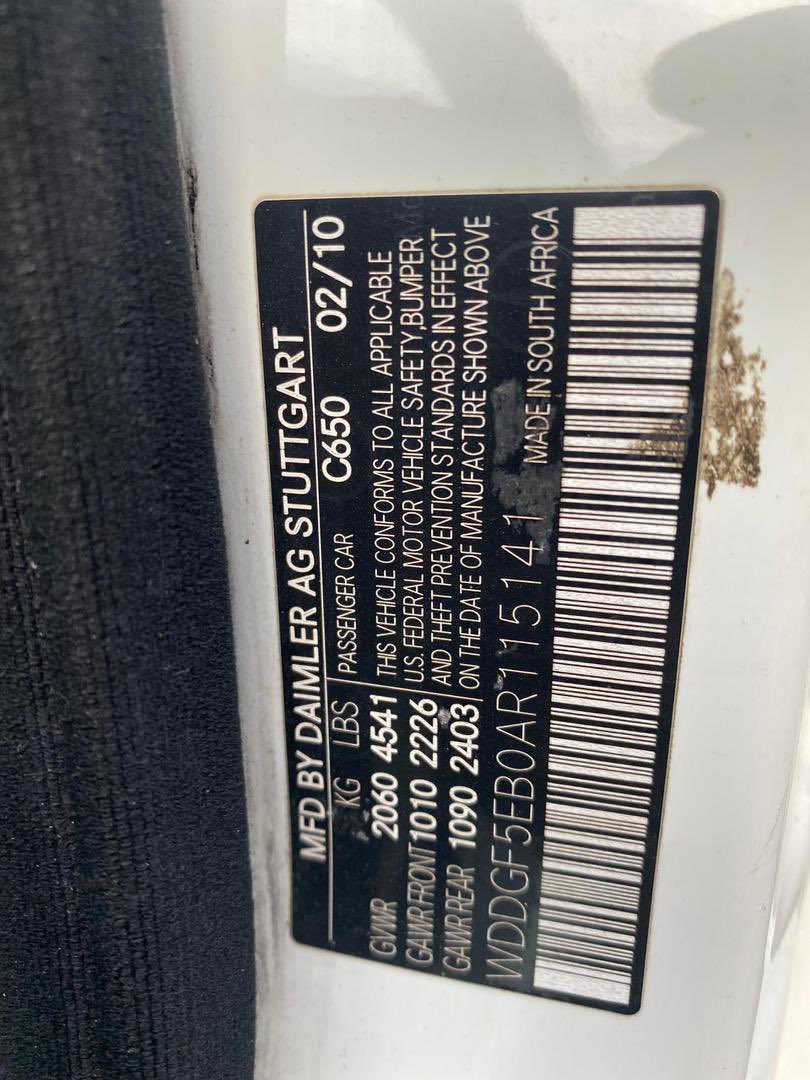 MFD BY DAIMLER AG STUTTGART
KG LBS PASSENGER CAR C650 02/10
GVWR 2060 4541 THIS VEHICLE CONFORMS TO ALL APPLICABLE
GAWR FRONT 1010 2226 U.S. FEDERAL MOTOR VEHICLE SAFETY,BUMPER
GAWR REAR 1090 2403 AND THEFT PREVENTION STANDARDS IN EFFECT
ON THE DATE OF MANUFACTURE SHOWN ABOVE
WDDGF5EB0AR115141 MADE IN SOUTH AFRICA